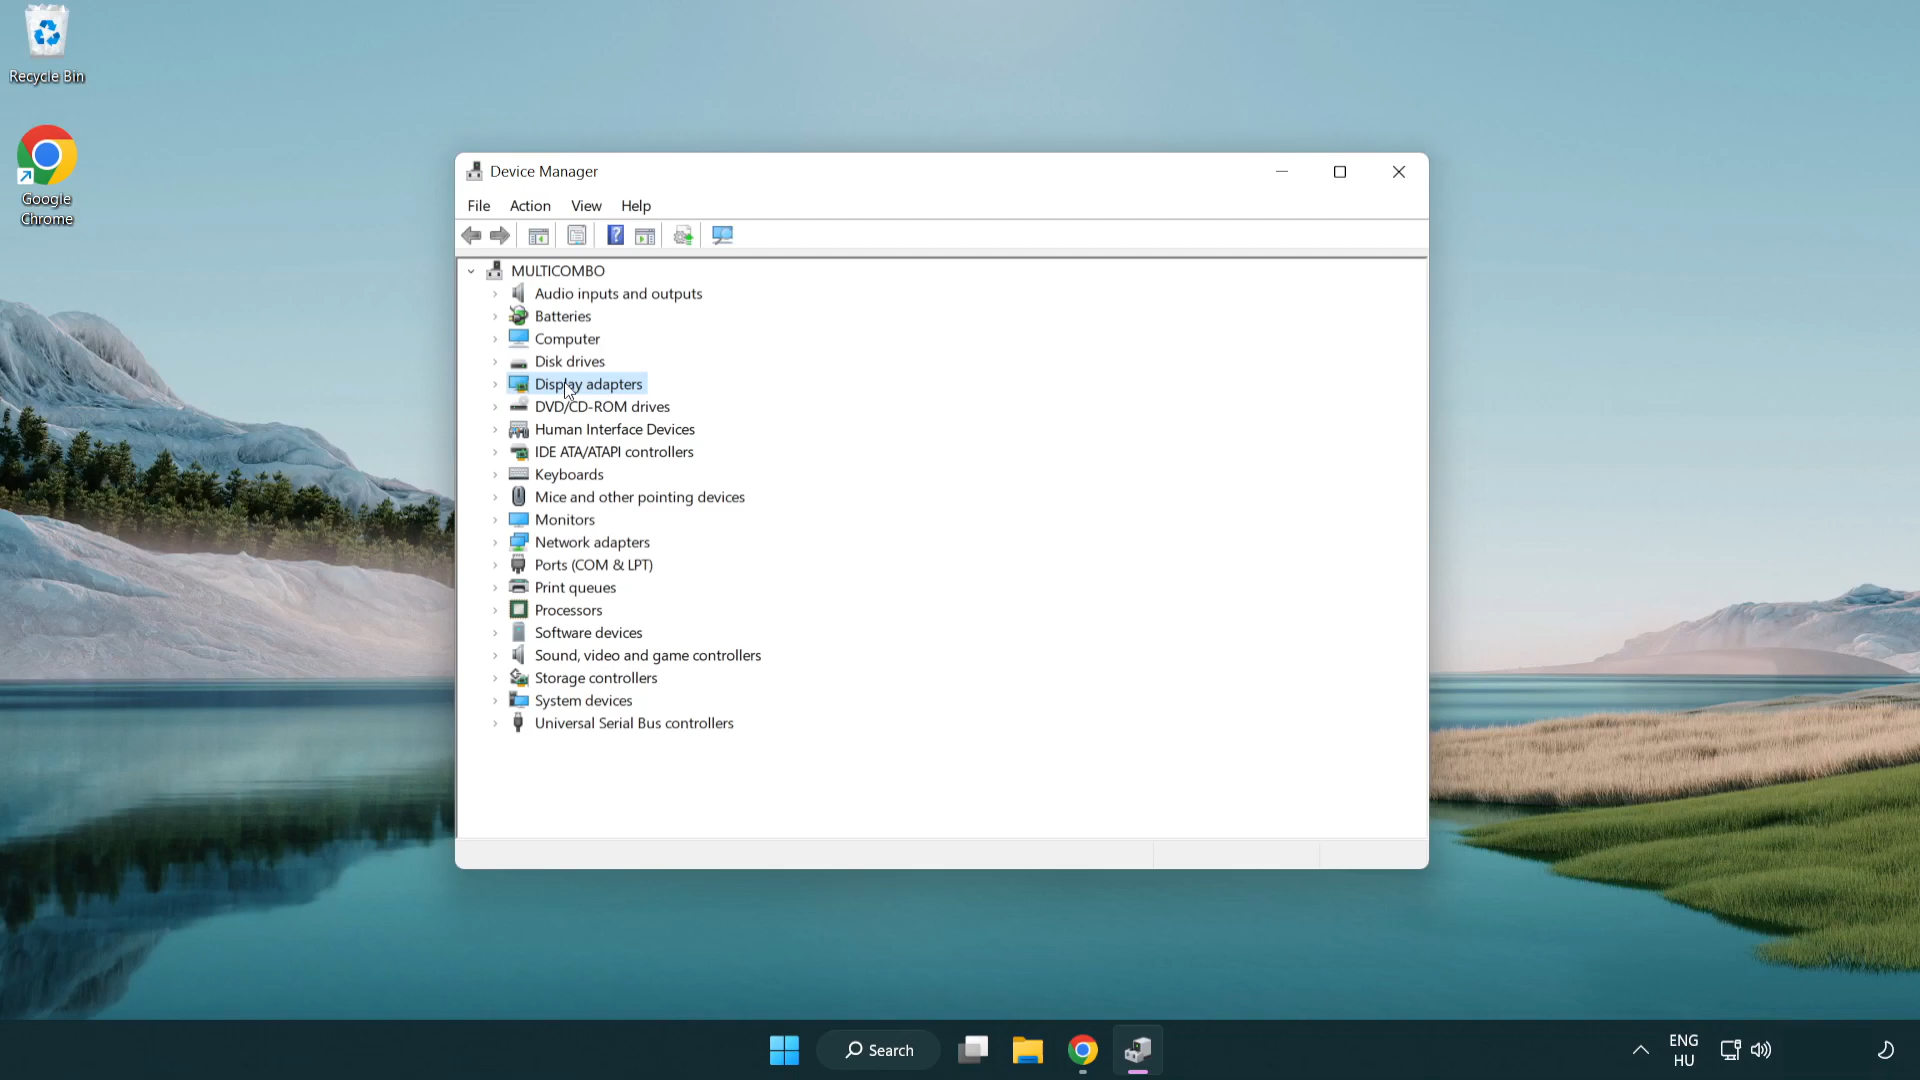 Recycle Bin
Google
Chrome
Device Manager
File Action View Help
MULTICOMBO
Audio inputs and outputs
Batteries
Computer
Disk drives
Display adapters
DVD/CD-ROM drives
Human Interface Devices
IDE ATA/ATAPI controllers
Keyboards
Mice and other pointing devices
Monitors
Network adapters
Ports (COM & LPT)
Print queues
Processors
Software devices
Sound, video and game controllers
Storage controllers
System devices
Universal Serial Bus controllers
Search
ENG
HU